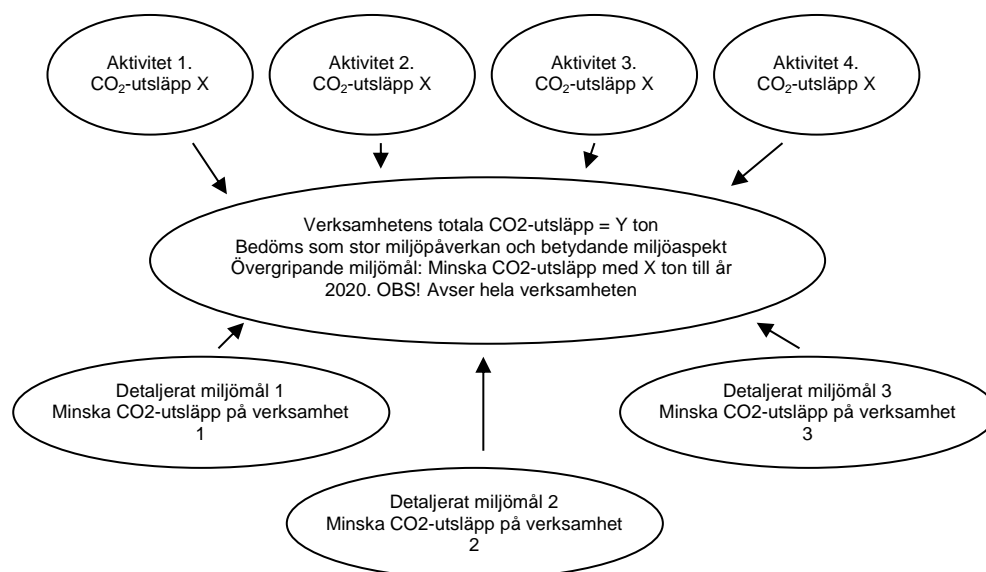 Aktivitet 1.
CO₂-utsläpp X
Aktivitet 2.
CO₂-utsläpp X
Aktivitet 3.
CO₂-utsläpp X
Aktivitet 4.
CO₂-utsläpp X
Verksamhetens totala CO2-utsläpp = Y ton
Bedöms som stor miljöpåverkan och betydande miljöaspekt
Övergripande miljömål: Minska CO2-utsläpp med X ton till år
2020. OBS! Avser hela verksamheten
Detaljerat miljömål 1
Minska CO2-utsläpp på verksamhet
1
Detaljerat miljömål 3
Minska CO2-utsläpp på verksamhet
3
Detaljerat miljömål 2
Minska CO2-utsläpp på verksamhet
2